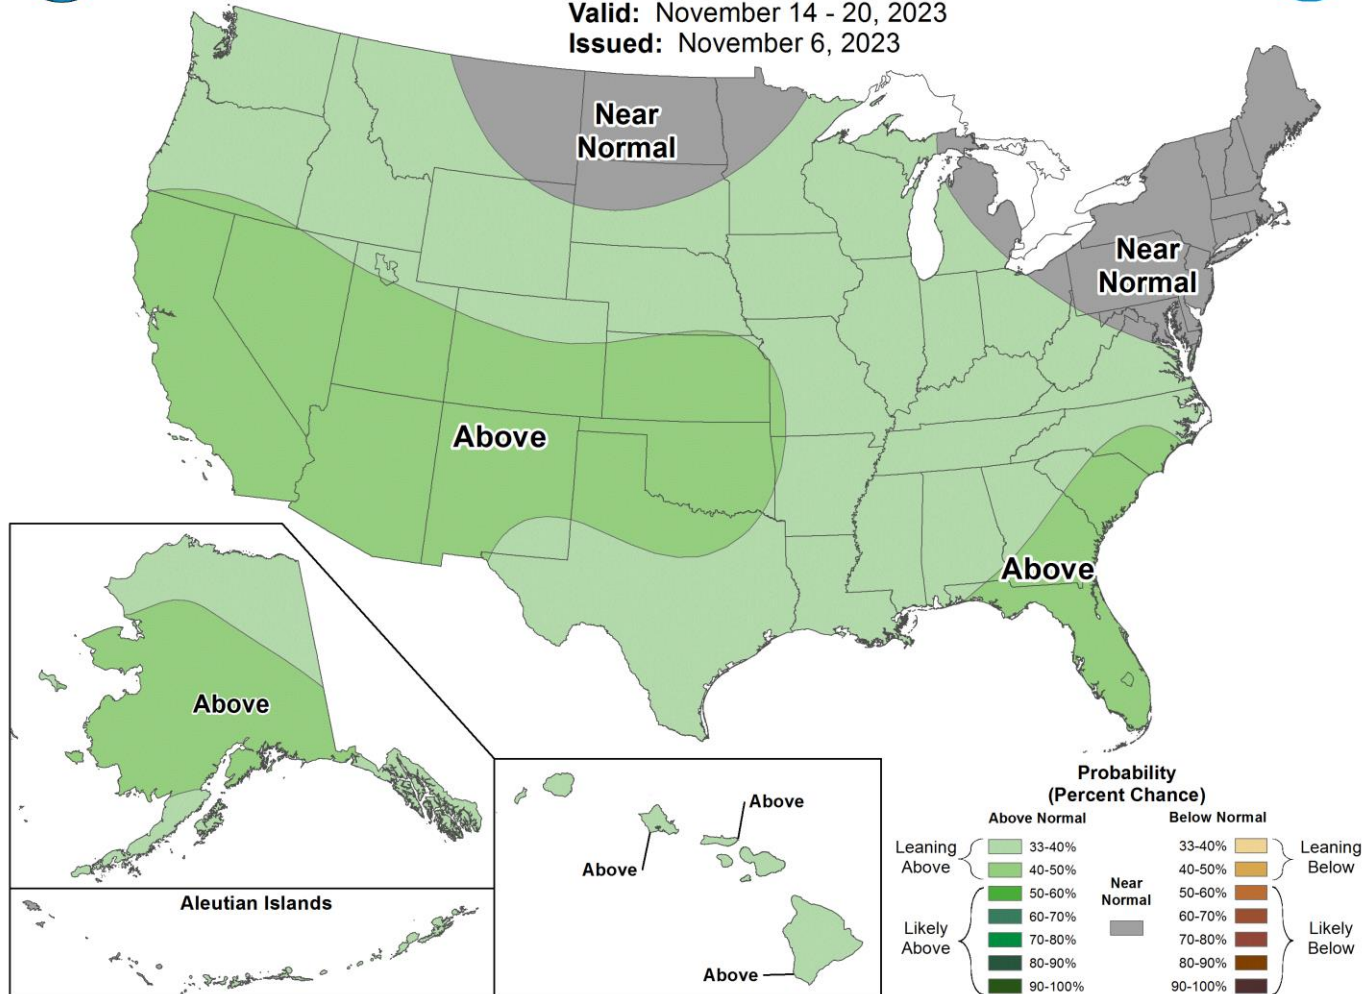 Valid: November 14 - 20, 2023
Issued: November 6, 2023
Near
Normal
Near
Normal
Above
Above
Above
Above
Above
Above
Aleutian Islands
Probability
(Percent Chance)
Above Normal
Below Normal
Leaning
Above
33-40%
40-50%
Likely
Above
50-60%
60-70%
70-80%
80-90%
90-100%
Near
Normal
33-40%
40-50%
Leaning
Below
50-60%
60-70%
70-80%
80-90%
90-100%
Likely
Below